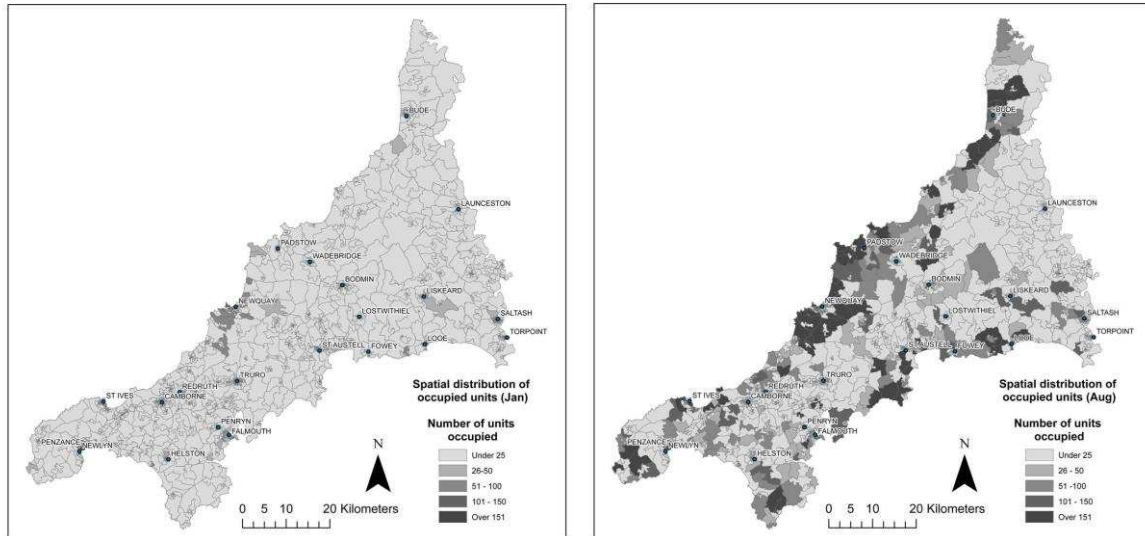 BUDE
LAUNCESTON
PADSTOW
WADEBRIDGE
BODMIN
LISKEARD
NEWQUAY
LOSTWITHIEL
SALTASH
TORPOINT
LOOE
ST AUSTELL
FOWEY
TRURO
REDRUTH
ST IVES
CAMBORNE
PENRYN
FALMOUTH
PENZANCE
NEWLYN
HELSTON
Spatial distribution of
occupied units (Jan)
Number of units
occupied
Under 25
26-50
51 - 100
101 - 150
Over 151
N
0 5 10 20 Kilometers
BUDE
LAUNCESTON
PADSTOW
WADEBRIDGE
BODMIN
LISKEARD
NEWQUAY
LOSTWITHIEL
SALTASH
TORPOINT
LOOE
ST AUSTELL
FOWEY
TRURO
REDRUTH
ST IVES
CAMBORNE
PENRYN
FALMOUTH
PENZANCE
NEWLYN
HELSTON
Spatial distribution of
occupied units (Aug)
Number of units
occupied
Under 25
26 - 50
51 - 100
101 - 150
Over 151
N
0 5 10 20 Kilometers